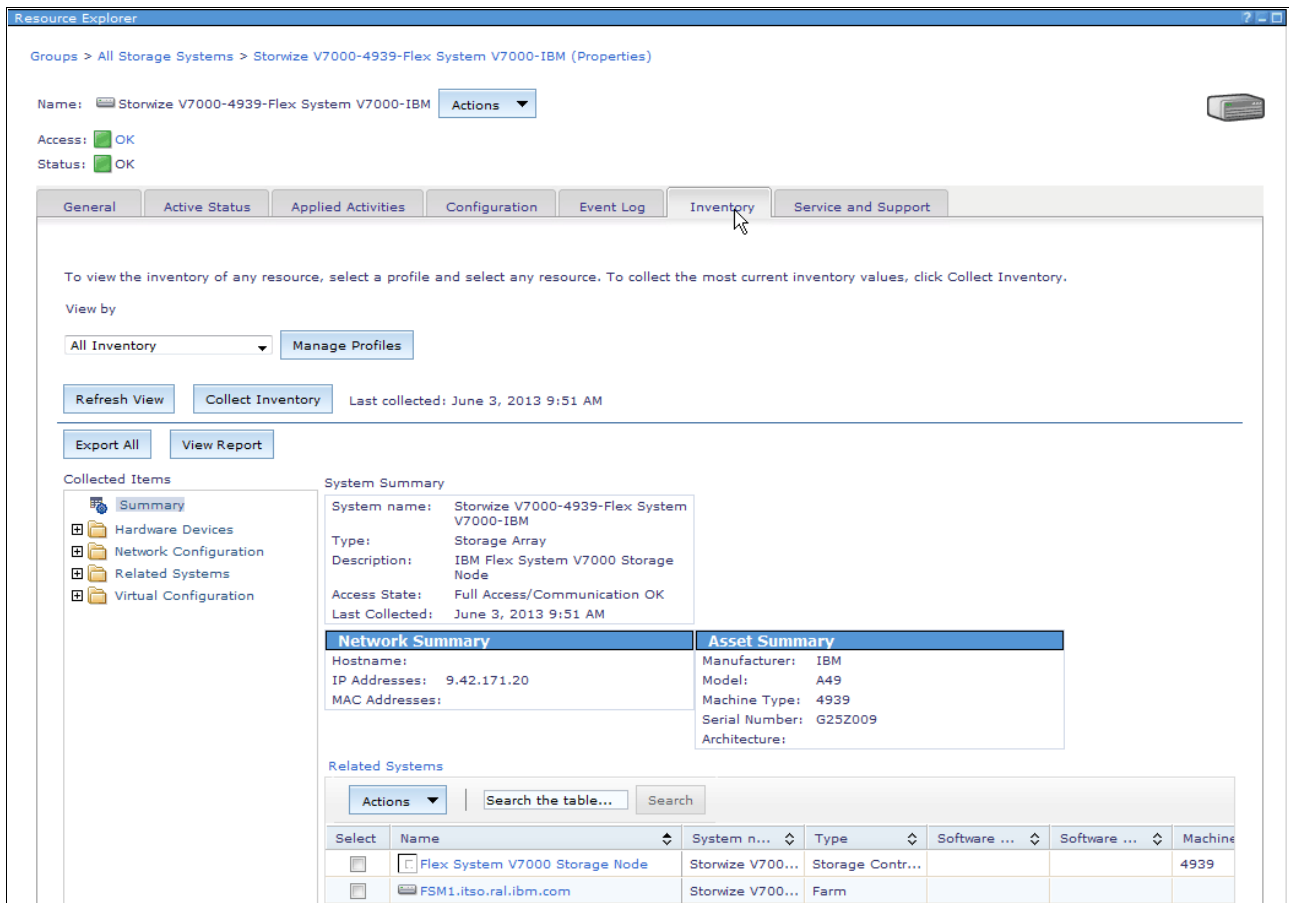 Resource Explorer ? – □
Groups > All Storage Systems > Storwize V7000-4939-Flex System V7000-IBM (Properties)
Name: Storwize V7000-4939-Flex System V7000-IBM Actions
Access: OK
Status: OK
General Active Status Applied Activities Configuration Event Log Inventory Service and Support
To view the inventory of any resource, select a profile and select any resource. To collect the most current inventory values, click Collect Inventory.
View by
All Inventory Manage Profiles
Refresh View Collect Inventory Last collected: June 3, 2013 9:51 AM
Export All View Report
Collected Items
Summary
Hardware Devices
Network Configuration
Related Systems
Virtual Configuration
System Summary
System name: Storwize V7000-4939-Flex System
V7000-IBM
Type: Storage Array
Description: IBM Flex System V7000 Storage
Node
Access State: Full Access/Communication OK
Last Collected: June 3, 2013 9:51 AM
Network Summary
Hostname:
IP Addresses: 9.42.171.20
MAC Addresses:
Asset Summary
Manufacturer: IBM
Model: A49
Machine Type: 4939
Serial Number: G25Z009
Architecture:
Related Systems
Actions Search the table... Search
Select Name System n... Type Software ... Software ... Machine
Flex System V7000 Storage Node Storwize V700... Storage Contr... 4939
FSM1.itso.ral.ibm.com Storwize V700... Farm